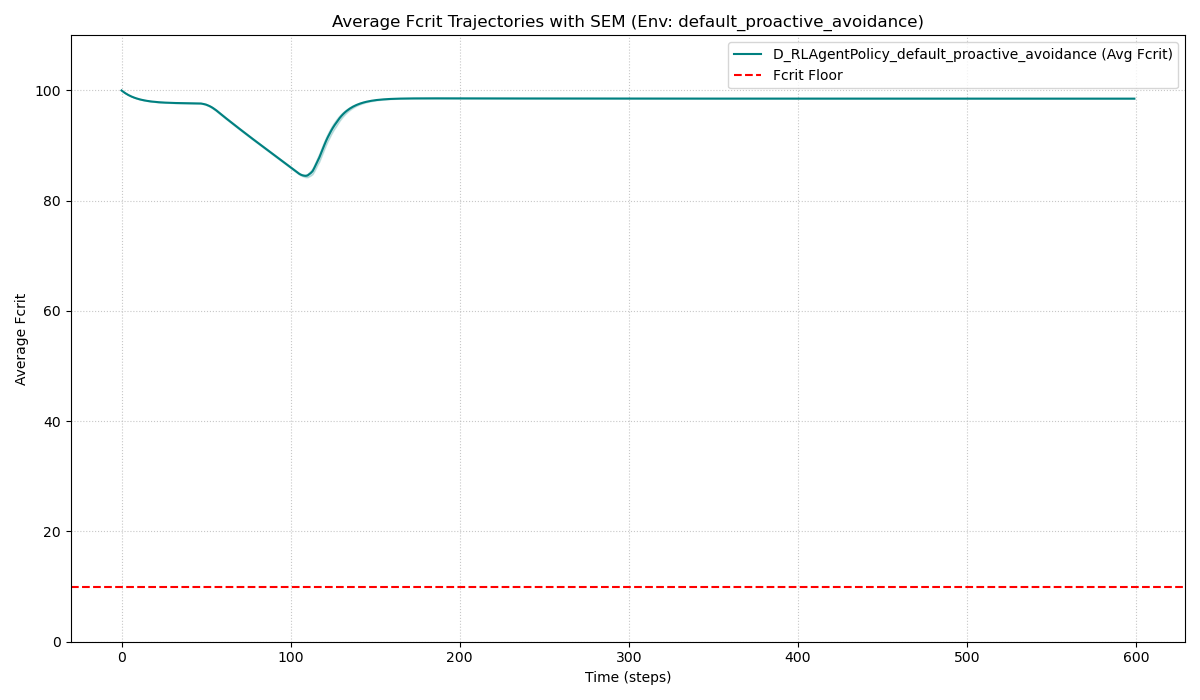 Average Fcrit Trajectories with SEM (Env: default_proactive_avoidance)
D_RLAgentPolicy_default_proactive_avoidance (Avg Fcrit)
Fcrit Floor
Average Fcrit
100
80
60
40
20
0
0 100 200 300 400 500 600
Time (steps)